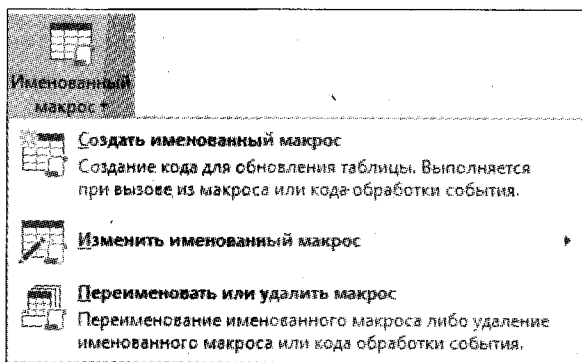 Именованный
макрос
Создать именованный макрос
Создание кода для обновления таблицы. Выполняется
при вызове из макроса или кода обработки события.
Изменить именованный макрос
Переименовать или удалить макрос
Переименование именованного макроса либо удаление
именованного макроса или кода обработки события.